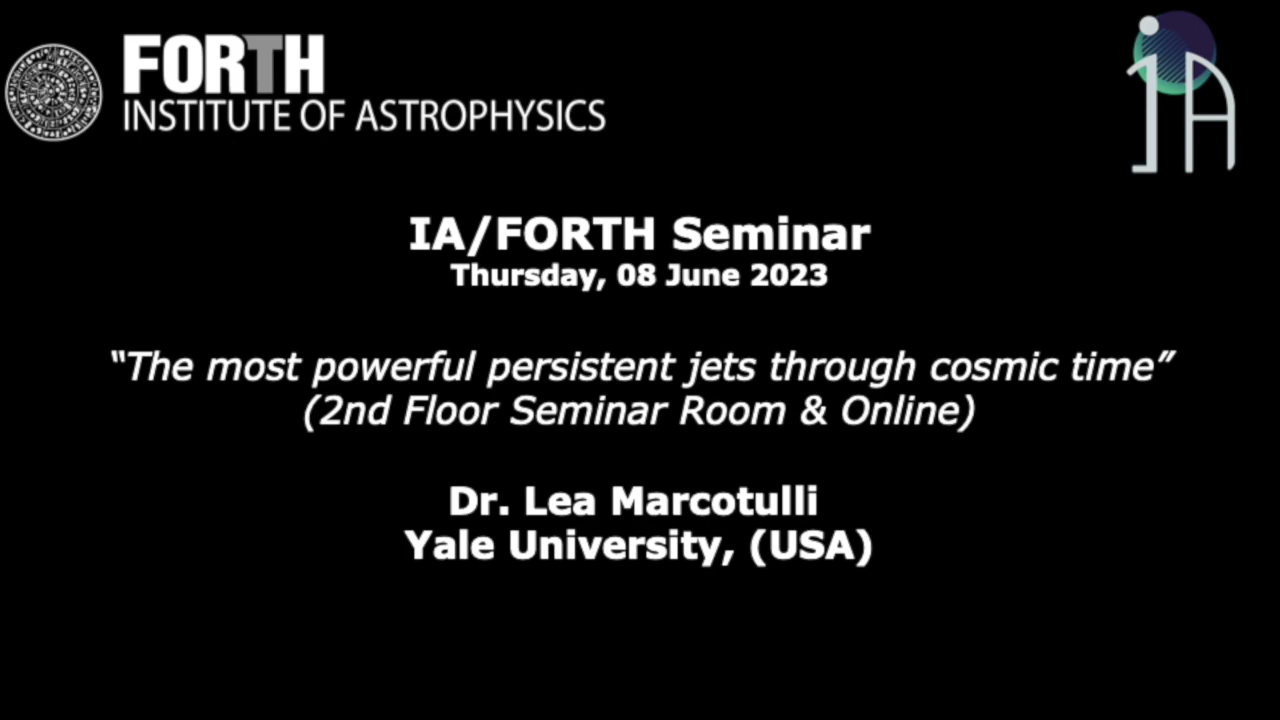 FORTH
INSTITUTE OF ASTROPHYSICS
IA
IA/FORTH Seminar
Thursday, 08 June 2023
“The most powerful persistent jets through cosmic time”
(2nd Floor Seminar Room & Online)
Dr. Lea Marcotulli
Yale University, (USA)